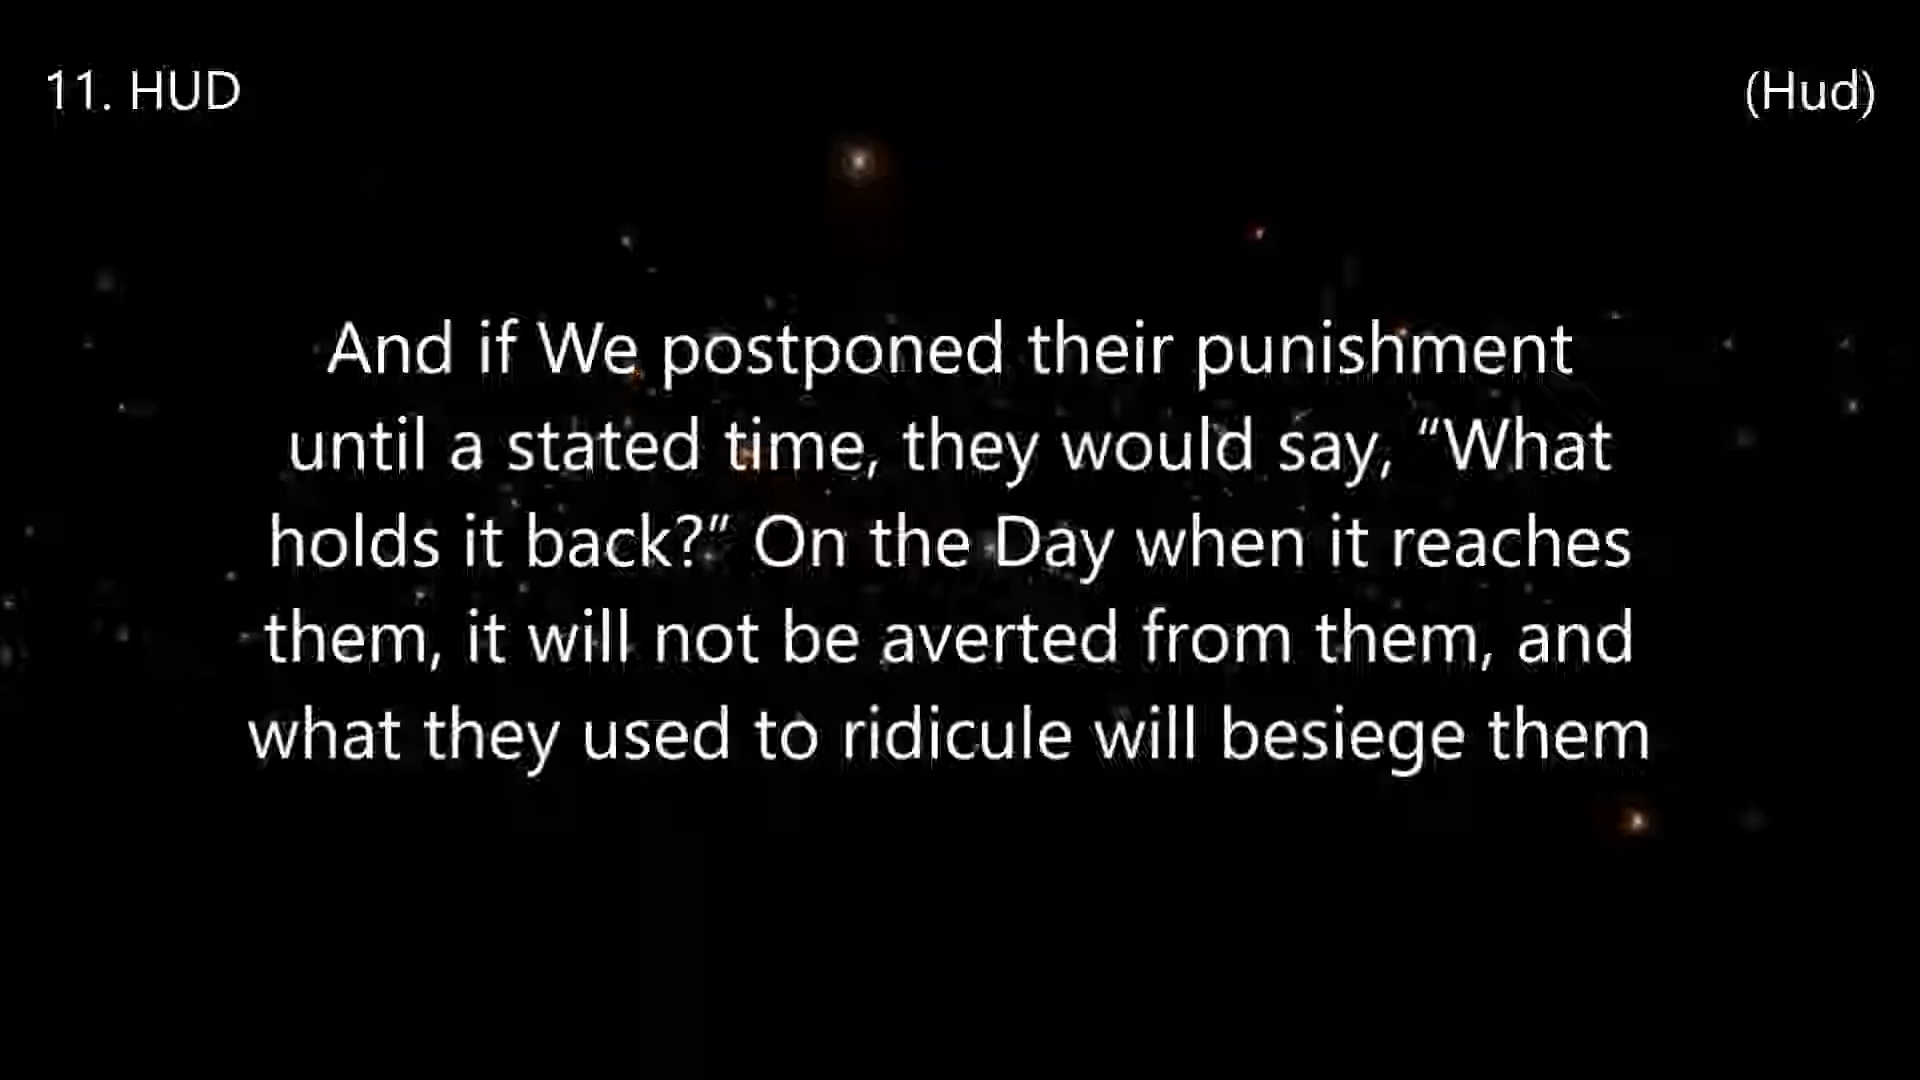 11. HUD
(Hud)
And if We postponed their punishment
until a stated time, they would say, “What
holds it back?” On the Day when it reaches
them, it will not be averted from them, and
what they used to ridicule will besiege them